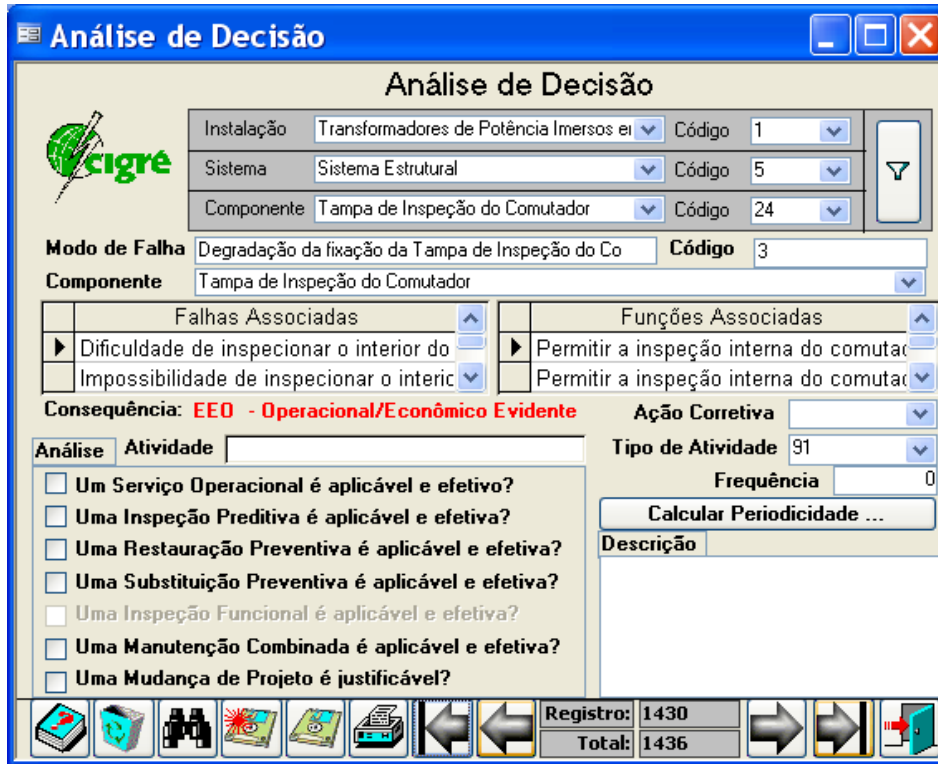 Análise de Decisão
Análise de Decisão
cigré
Instalação Transformadores de Potência Imersos Código 1
Sistema Sistema Estrutural Código 5
Componente Tampa de Inspeção do Comutador Código 24
Modo de Falha Degradação da fixação da Tampa de Inspeção do Co Código 3
Componente Tampa de Inspeção do Comutador
Falhas Associadas Funções Associadas
Dificuldade de inspecionar o interior do Permitir a inspeção interna do comutad
Impossibilidade de inspecionar o interic Permitir a inspeção interna do comutad
Consequência: EEO - Operacional/Econômico Evidente Ação Corretiva
Análise Atividade Tipo de Atividade 91
Frequência 0
Um Serviço Operacional é aplicável e efetivo?
Uma Inspeção Preditiva é aplicável e efetiva? Calcular Periodicidade ...
Uma Restauração Preventiva é aplicável e efetiva? Descrição
Uma Substituição Preventiva é aplicável e efetiva?
Uma Inspeção Funcional é aplicável e efetiva?
Uma Manutenção Combinada é aplicável e efetiva?
Uma Mudança de Projeto é justificável?
Registro: 1430
Total: 1436